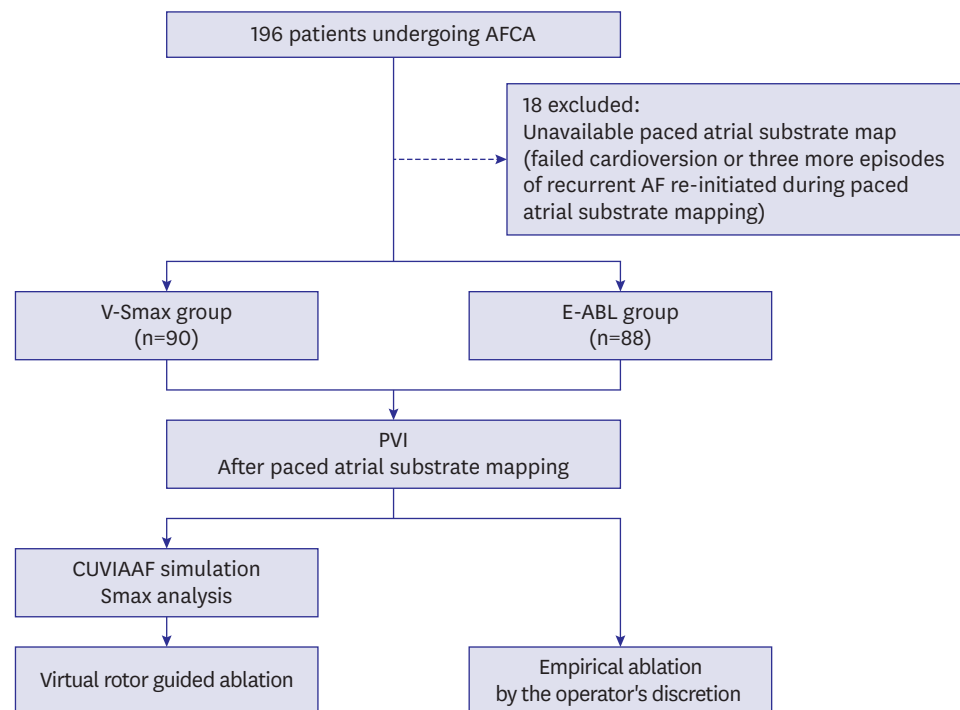 196 patients undergoing AFCA
18 excluded:
Unavailable paced atrial substrate map
(failed cardioversion or three more episodes
of recurrent AF re-initiated during paced
atrial substrate mapping)
V-Smax group
(n=90)
E-ABL group
(n=88)
PVI
After paced atrial substrate mapping
CUVIAAF simulation
Smax analysis
Virtual rotor guided ablation
Empirical ablation
by the operator's discretion